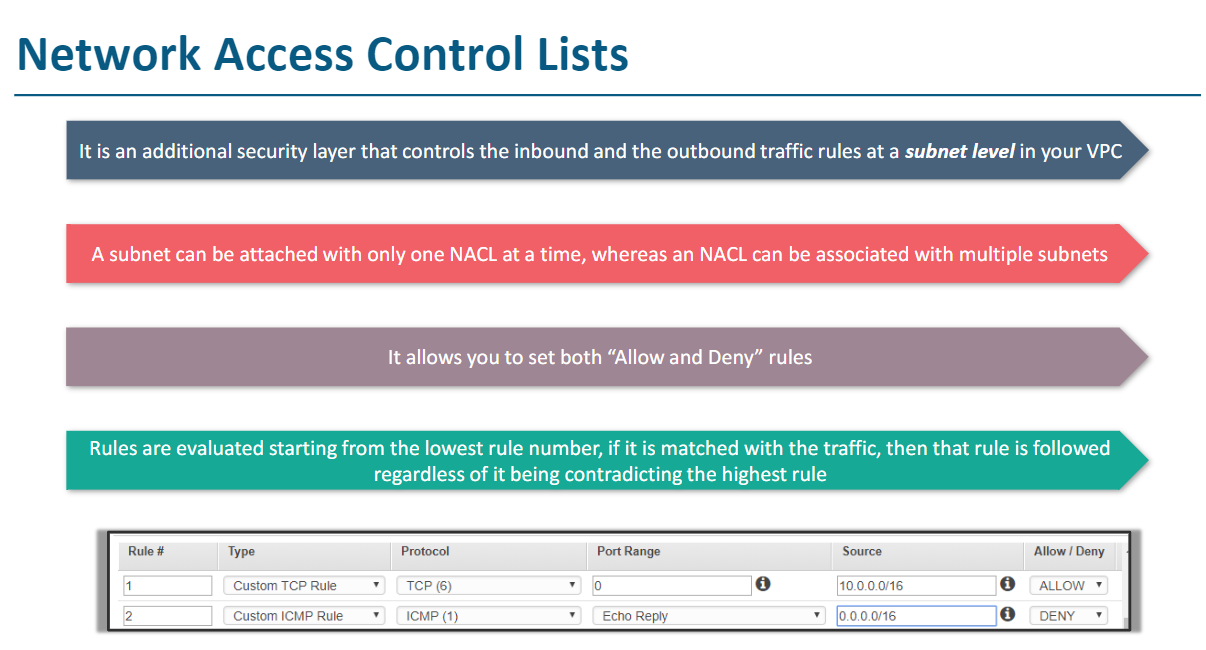 Network Access Control Lists
It is an additional security layer that controls the inbound and the outbound traffic rules at a subnet level in your VPC
A subnet can be attached with only one NACL at a time, whereas an NACL can be associated with multiple subnets
It allows you to set both “Allow and Deny” rules
Rules are evaluated starting from the lowest rule number, if it is matched with the traffic, then that rule is followed
regardless of it being contradicting the highest rule
Rule # Type Protocol Port Range Source Allow / Deny
1 Custom TCP Rule TCP (6) 0 10.0.0.0/16 ALLOW
2 Custom ICMP Rule ICMP (1) Echo Reply 0.0.0.0/16 DENY